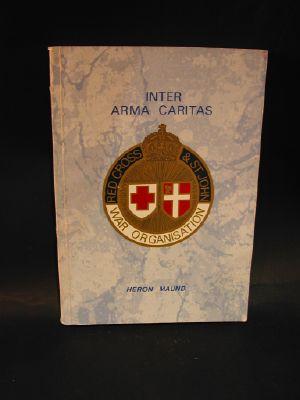 INTER
ARMA CARITAS
RED CROSS & ST. JOHN
WAR ORGANISATION
HERON MAUND